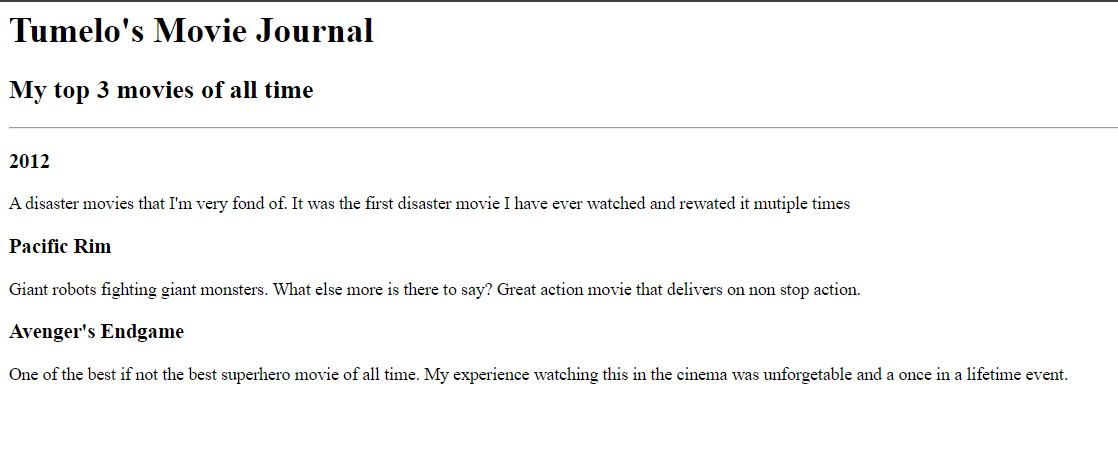 Tumelo's Movie Journal
My top 3 movies of all time
2012
A disaster movies that I'm very fond of. It was the first disaster movie I have ever watched and rewated it mutiple times
Pacific Rim
Giant robots fighting giant monsters. What else more is there to say? Great action movie that delivers on non stop action.
Avenger's Endgame
One of the best if not the best superhero movie of all time. My experience watching this in the cinema was unforgetable and a once in a lifetime event.